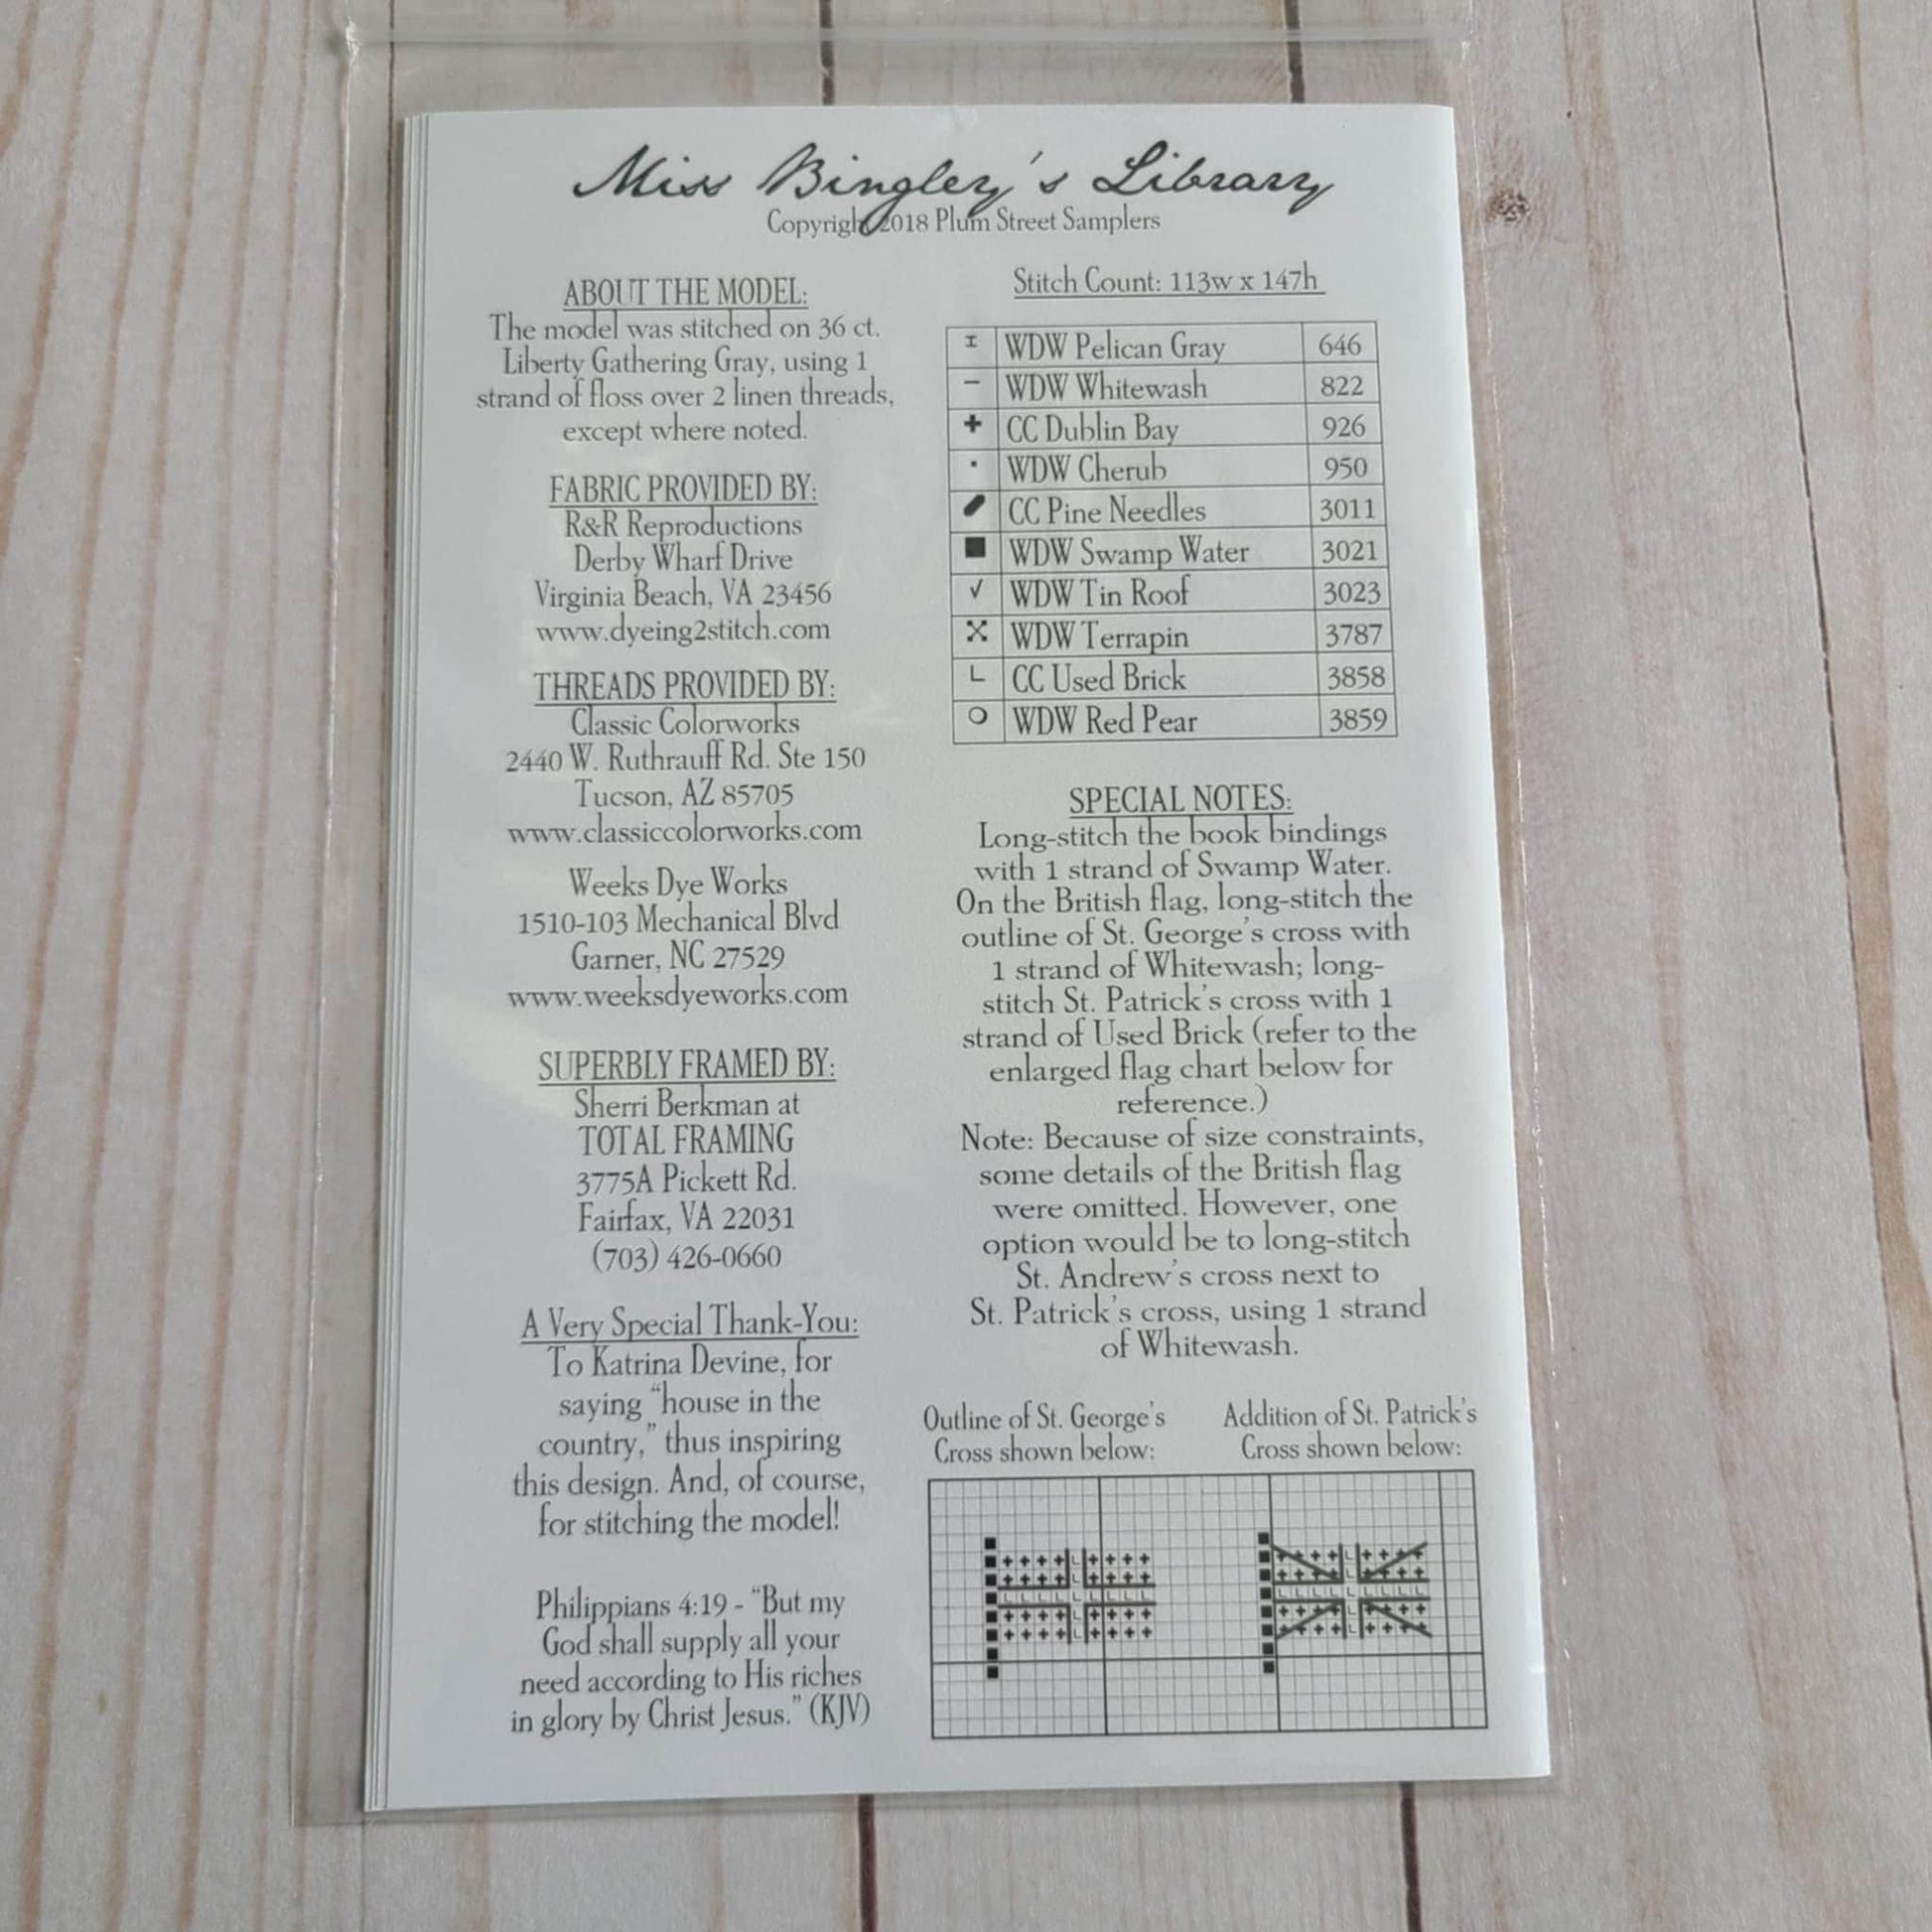 Miss Bingley's Library
Copyright 2018 Plum Street Samplers
ABOUT THE MODEL:
The model was stitched on 36 ct.
Liberty Gathering Gray, using 1
strand of floss over 2 linen threads,
except where noted.
FABRIC PROVIDED BY:
R&R Reproductions
Derby Wharf Drive
Virginia Beach, VA 23456
www.dyeing2stitch.com
THREADS PROVIDED BY:
Classic Colorworks
2440 W. Ruthrauff Rd. Ste 150
Tucson, AZ 85705
www.classiccolorworks.com
Weeks Dye Works
1510-103 Mechanical Blvd
Garner, NC 27529
www.weeksdyeworks.com
SUPERBLY FRAMED BY:
Sherri Berkman at
TOTAL FRAMING
3775A Pickett Rd.
Fairfax, VA 22031
(703) 426-0660
A Very Special Thank-You:
To Katrina Devine, for
saying "house in the
country," thus inspiring
this design. And, of course,
for stitching the model!
Philippians 4:19 - "But my
God shall supply all your
need according to His riches
in glory by Christ Jesus." (KJV)
Stitch Count: 113w x 147h
WDW Pelican Gray 646
WDW Whitewash 822
CC Dublin Bay 926
WDW Cherub 950
CC Pine Needles 3011
WDW Swamp Water 3021
WDW Tin Roof 3023
WDW Terrapin 3787
CC Used Brick 3858
WDW Red Pear 3859
SPECIAL NOTES:
Long-stitch the book bindings
with 1 strand of Swamp Water.
On the British flag, long-stitch the
outline of St. George's cross with
1 strand of Whitewash; long-
stitch St. Patrick's cross with 1
strand of Used Brick (refer to the
enlarged flag chart below for
reference.)
Note: Because of size constraints,
some details of the British flag
were omitted. However, one
option would be to long-stitch
St. Andrew's cross next to
St. Patrick's cross, using 1 strand
of Whitewash.
Outline of St. George's
Cross shown below:
Addition of St. Patrick's
Cross shown below: